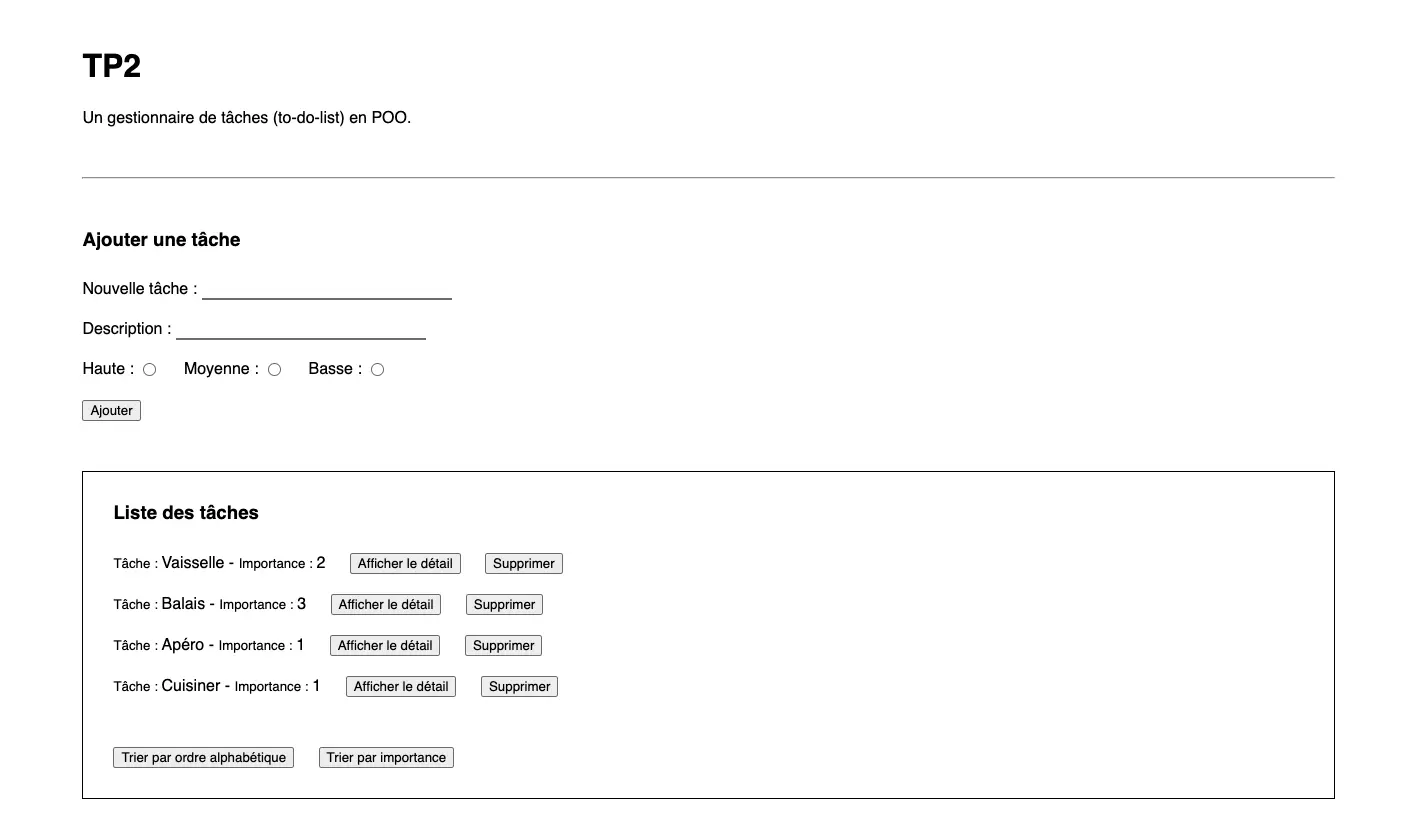 TP2
Un gestionnaire de tâches (to-do-list) en POO.
Ajouter une tâche
Nouvelle tâche :
Description :
Haute : Moyenne : Basse :
Ajouter
Liste des tâches
Tâche : Vaisselle - Importance : 2 Afficher le détail Supprimer
Tâche : Balais - Importance : 3 Afficher le détail Supprimer
Tâche : Apéro - Importance : 1 Afficher le détail Supprimer
Tâche : Cuisiner - Importance : 1 Afficher le détail Supprimer
Trier par ordre alphabétique Trier par importance